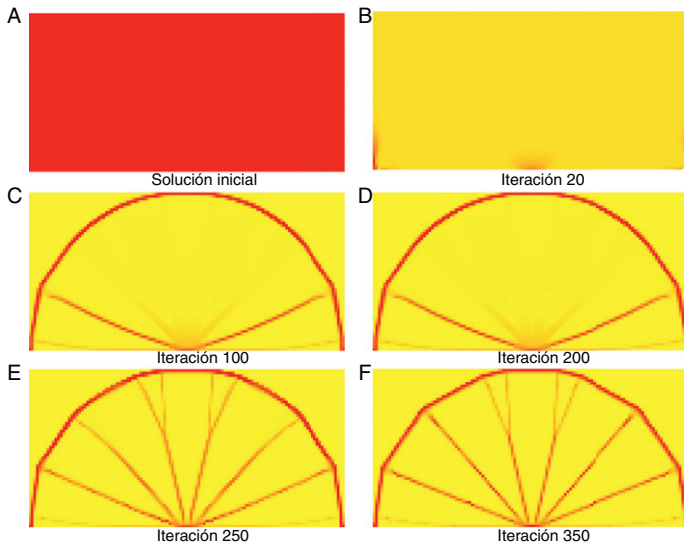 A
B
Solución inicial
Iteración 20
C
D
Iteración 100
Iteración 200
E
F
Iteración 250
Iteración 350